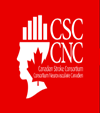 CSC
CNC
Canadian Stroke Consortium
Consortium Neurovasculaire Canadien